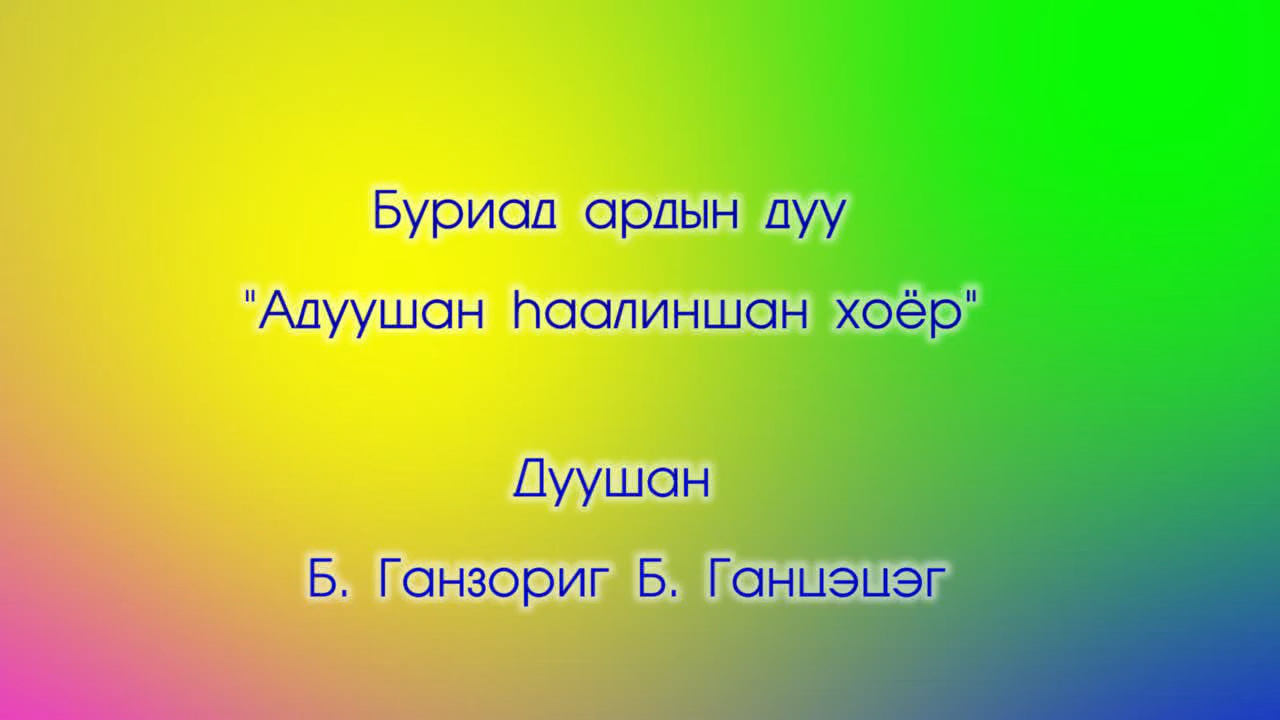 Буриад ардын дуу
"Адуушан һаалиншан хоёр"
Дуушан
Б. Ганзориг Б. Ганцэцэг